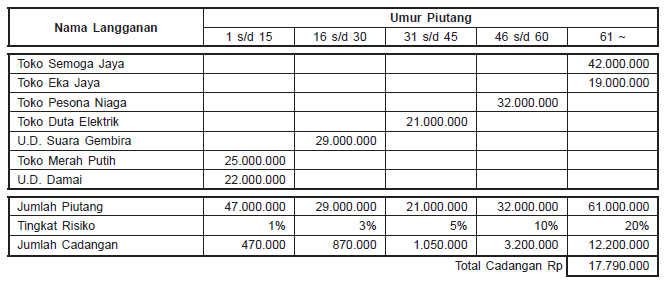 Nama Langganan Umur Piutang
1 s/d 15 16 s/d 30 31 s/d 45 46 s/d 60 61 ~
Toko Semoga Jaya 42.000.000
Toko Eka Jaya 19.000.000
Toko Pesona Niaga 32.000.000
Toko Duta Elektrik 21.000.000
U.D. Suara Gembira 29.000.000
Toko Merah Putih 25.000.000
U.D. Damai 22.000.000
Jumlah Piutang 47.000.000 29.000.000 21.000.000 32.000.000 61.000.000
Tingkat Risiko 1% 3% 5% 10% 20%
Jumlah Cadangan 470.000 870.000 1.050.000 3.200.000 12.200.000
Total Cadangan Rp 17.790.000